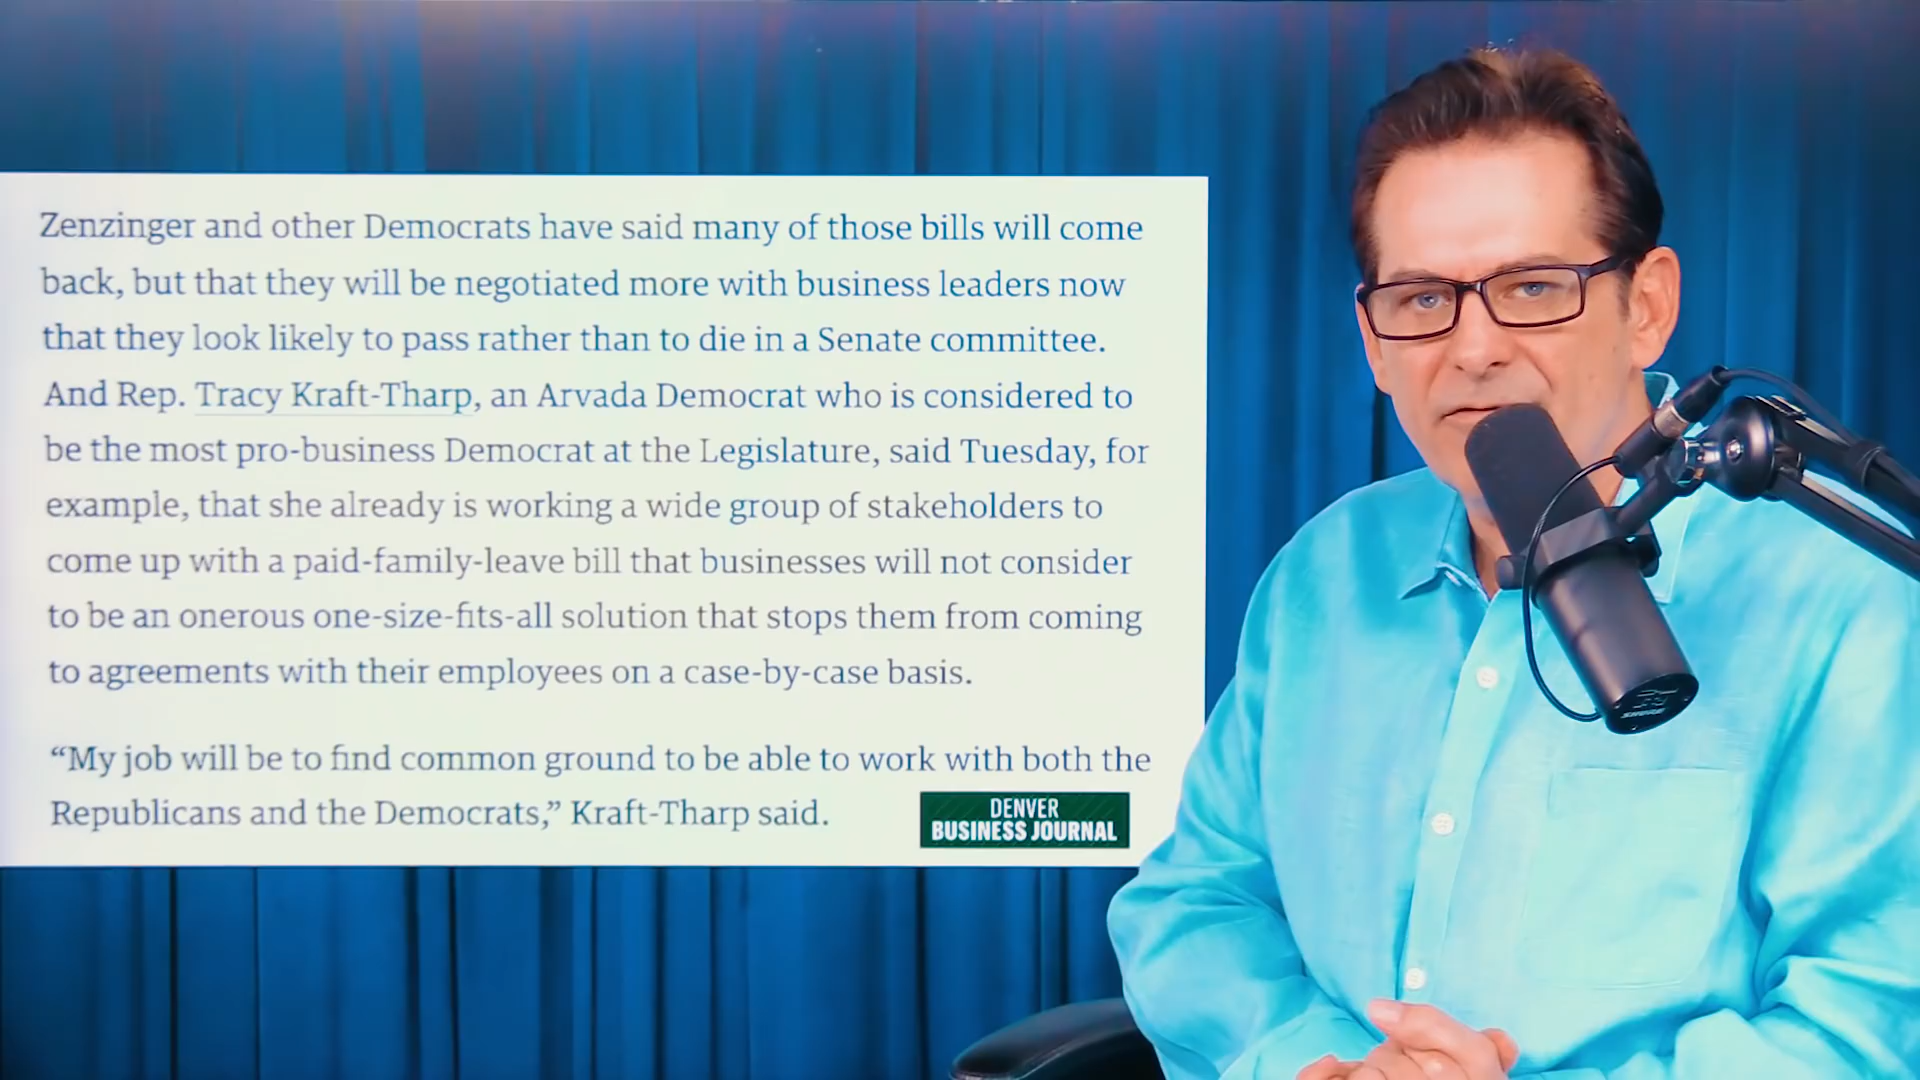 Zenzinger and other Democrats have said many of those bills will come
back, but that they will be negotiated more with business leaders now
that they look likely to pass rather than to die in a Senate committee.
And Rep. Tracy Kraft-Tharp, an Arvada Democrat who is considered to
be the most pro-business Democrat at the Legislature, said Tuesday, for
example, that she already is working a wide group of stakeholders to
come up with a paid-family-leave bill that businesses will not consider
to be an onerous one-size-fits-all solution that stops them from coming
to agreements with their employees on a case-by-case basis.
“My job will be to find common ground to be able to work with both the
Republicans and the Democrats,” Kraft-Tharp said.
DENVER
BUSINESS JOURNAL
SHURE